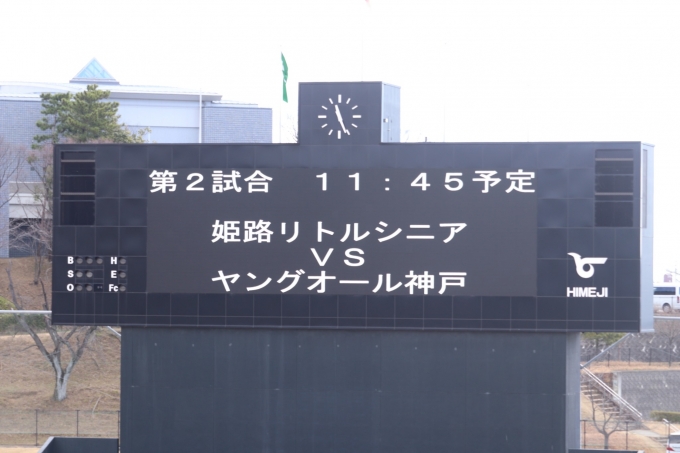 第２試合　１１：４５予定
姫路リトルシニア
ＶＳ
ヤングオール神戸
B H
S E
O Fc
HIMEJI